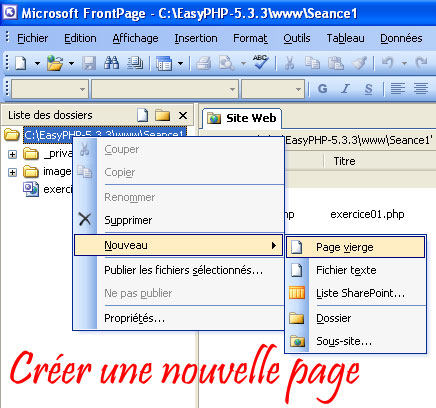 Microsoft FrontPage - C:\EasyPHP-5.3.3\www\Seance1
Fichier Edition Affichage Insertion Format Outils Tableau Données
ABC
G I S
Liste des dossiers
Site Web
C:\EasyPHP-5.3.3\www\Seance1
EasyPHP-5.3.3\www\Seance1'
_priva
Titre
image
exerci
hp
exercice01.php
Couper
Copier
Renommer
Supprimer
Nouveau
Publier les fichiers sélectionnés...
Ne pas publier
Propriétés...
Page vierge
Fichier texte
Liste SharePoint...
Dossier
Sous-site...
Créer une nouvelle page